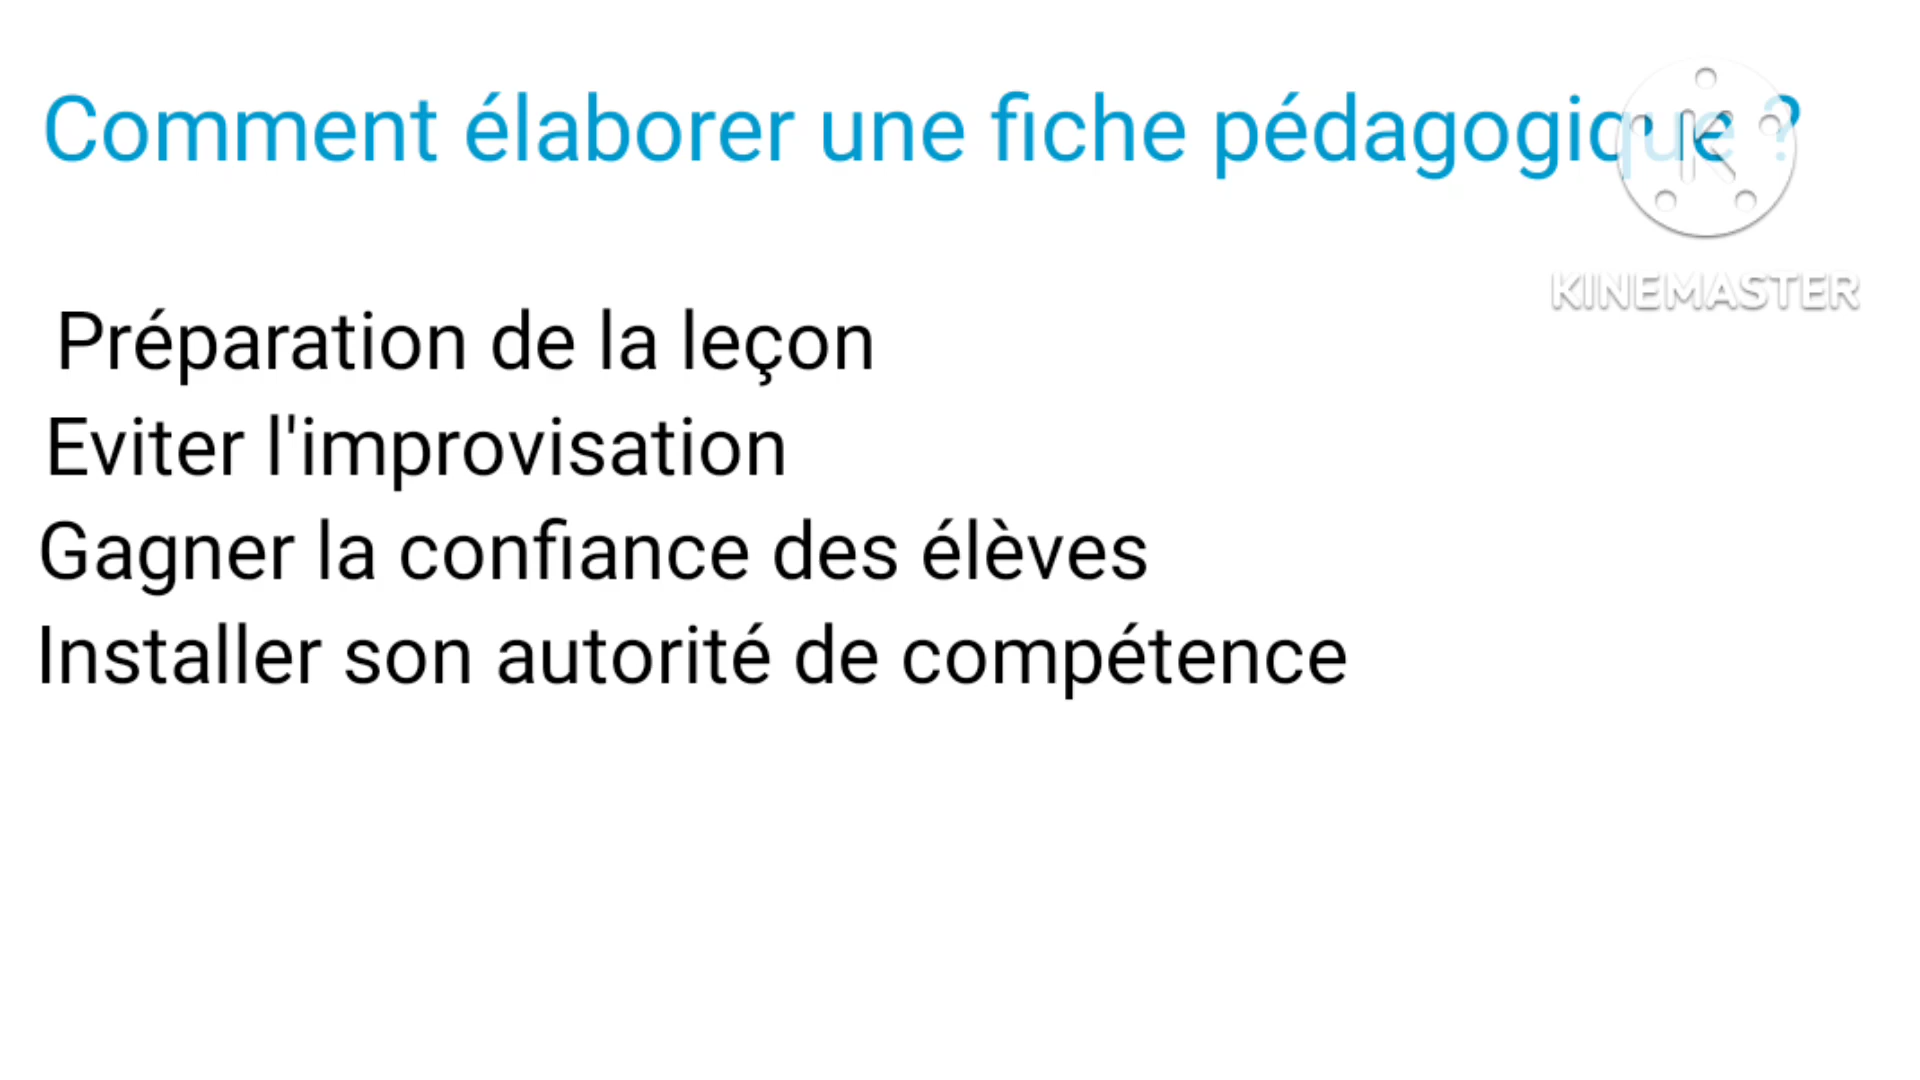 Comment élaborer une fiche pédagogique ?
KINEMASTER
Préparation de la leçon
Eviter l'improvisation
Gagner la confiance des élèves
Installer son autorité de compétence